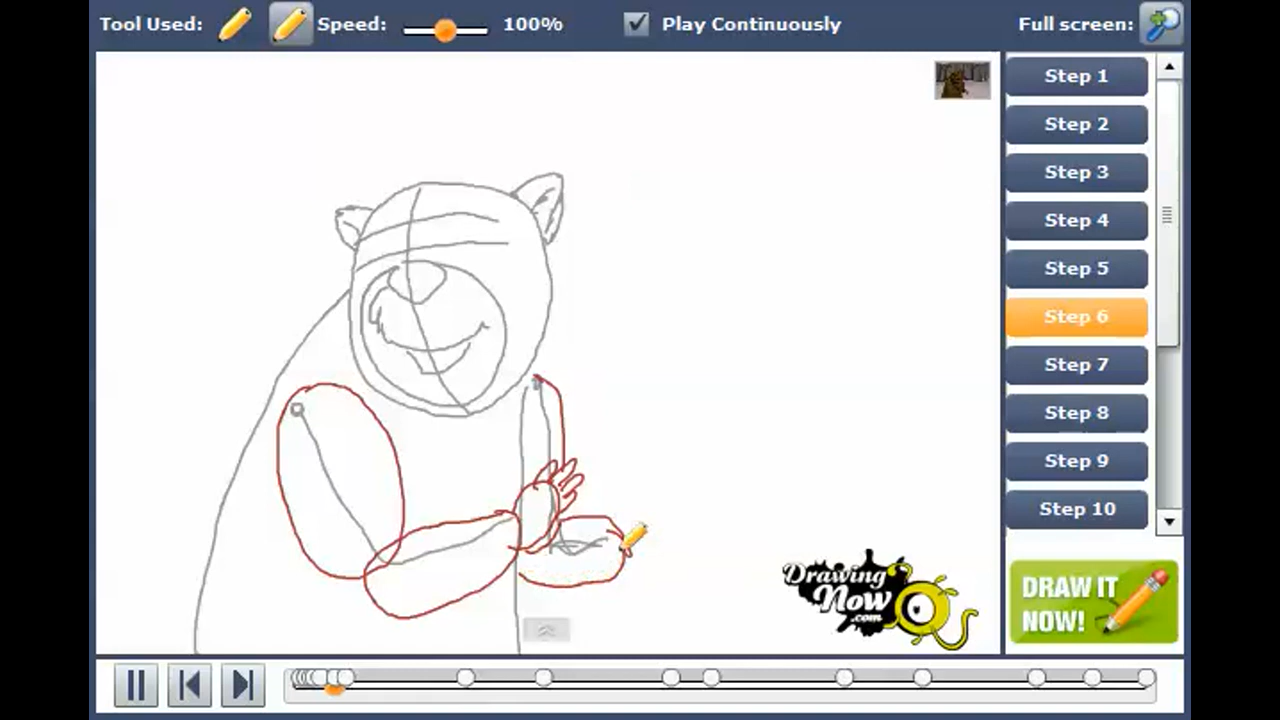 Tool Used: Speed: 100% Play Continuously Full screen:
Step 1
Step 2
Step 3
Step 4
Step 5
Step 6
Step 7
Step 8
Step 9
Step 10
Drawing
Now
.com
DRAW IT
NOW!